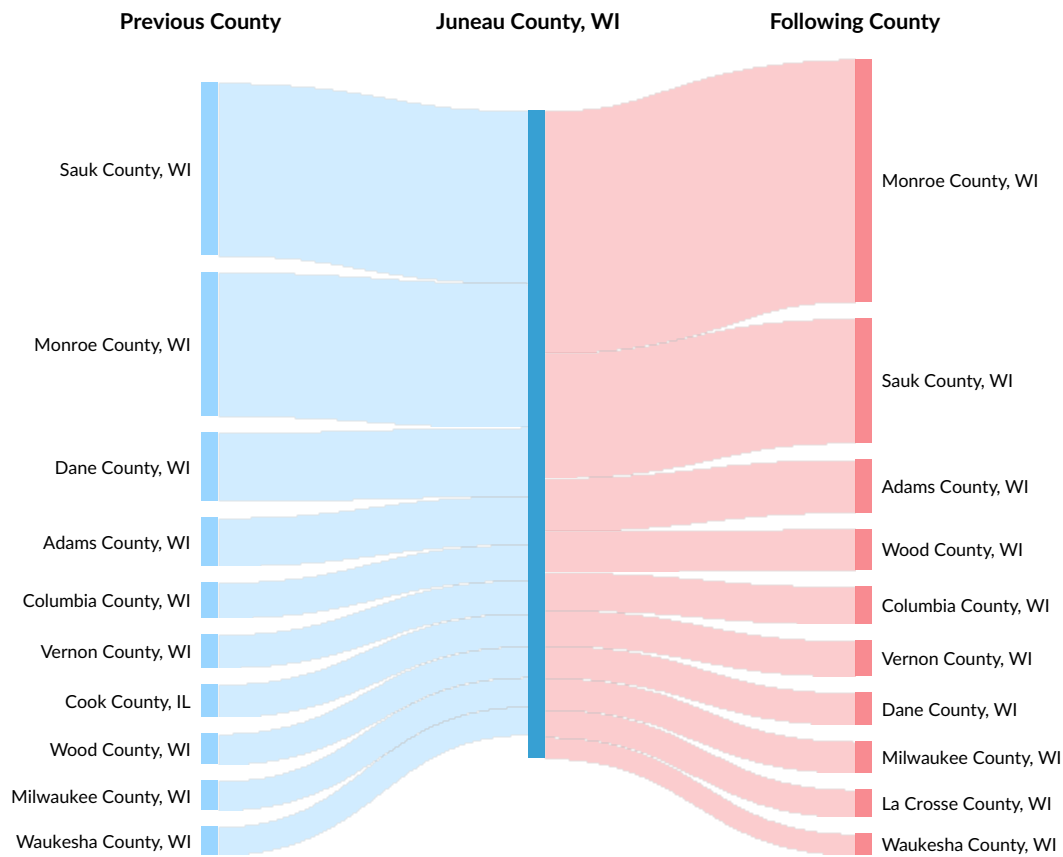 Previous County
Juneau County, WI
Following County
Sauk County, WI
Monroe County, WI
Dane County, WI
Adams County, WI
Columbia County, WI
Vernon County, WI
Cook County, IL
Wood County, WI
Milwaukee County, WI
Waukesha County, WI
Monroe County, WI
Sauk County, WI
Adams County, WI
Wood County, WI
Columbia County, WI
Vernon County, WI
Dane County, WI
Milwaukee County, WI
La Crosse County, WI
Waukesha County, WI